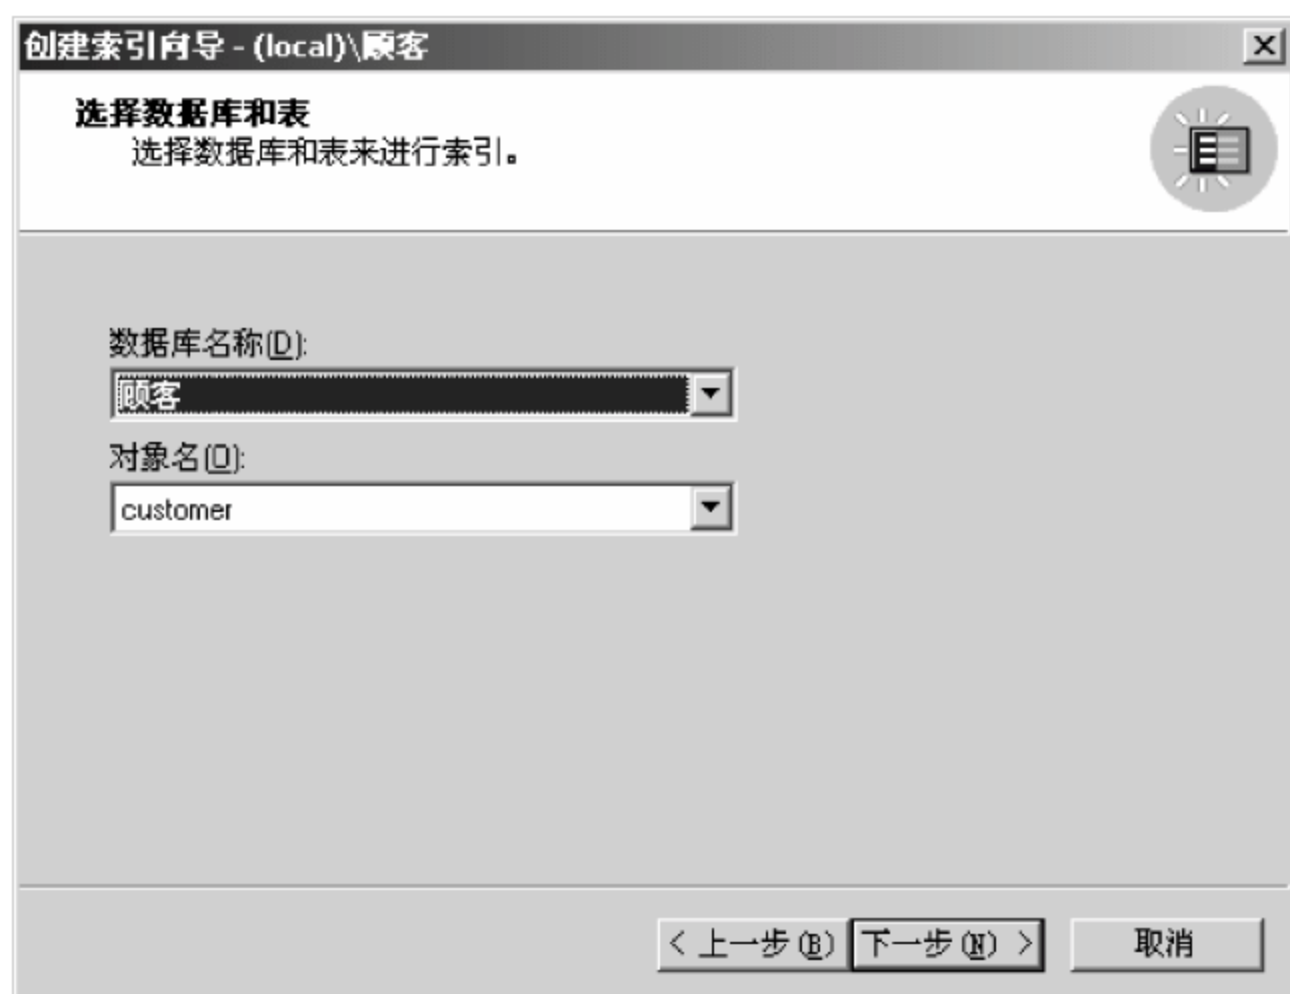 创建索引向导 - (local)\顾客
选择数据库和表
选择数据库和表来进行索引。
数据库名称(D):
顾客
对象名(O):
customer
< 上一步(B) 下一步(N) > 取消